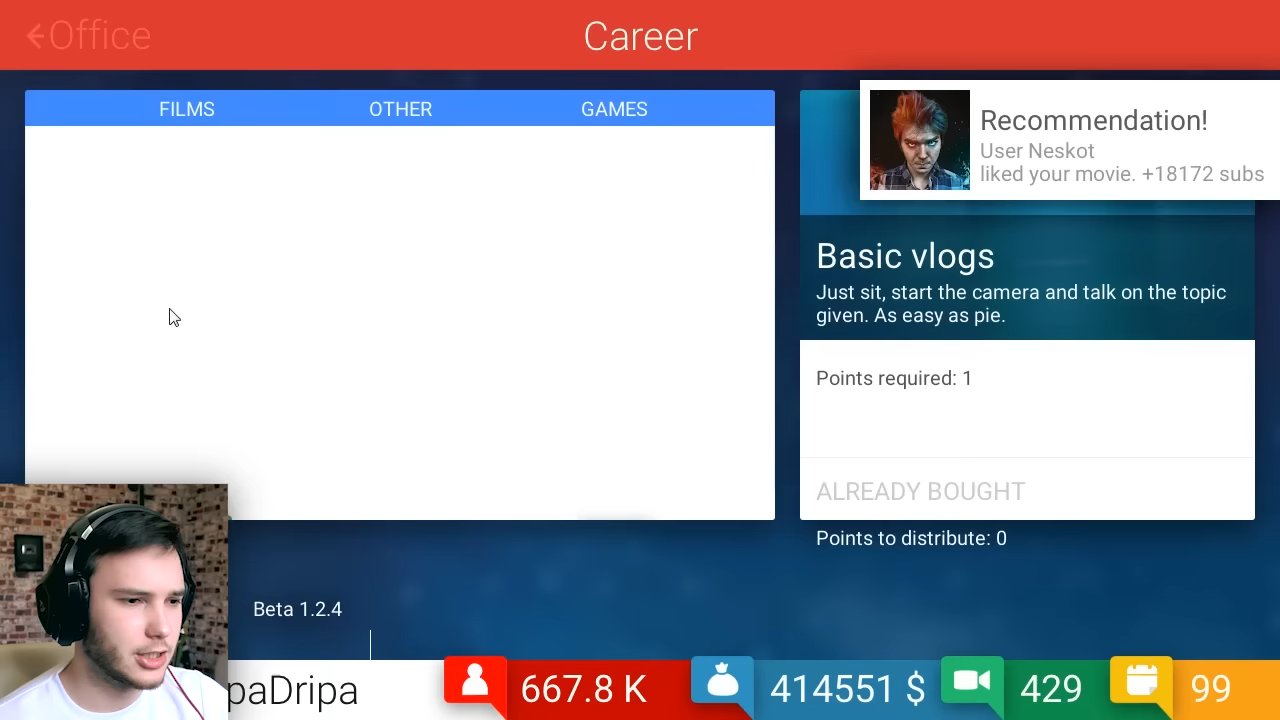 Office
Career
FILMS
OTHER
GAMES
Recommendation!
User Neskot
liked your movie. +18172 subs
Basic vlogs
Just sit, start the camera and talk on the topic
given. As easy as pie.
Points required: 1
ALREADY BOUGHT
Points to distribute: 0
Beta 1.2.4
paDripa
667.8 K
414551 $
429
99